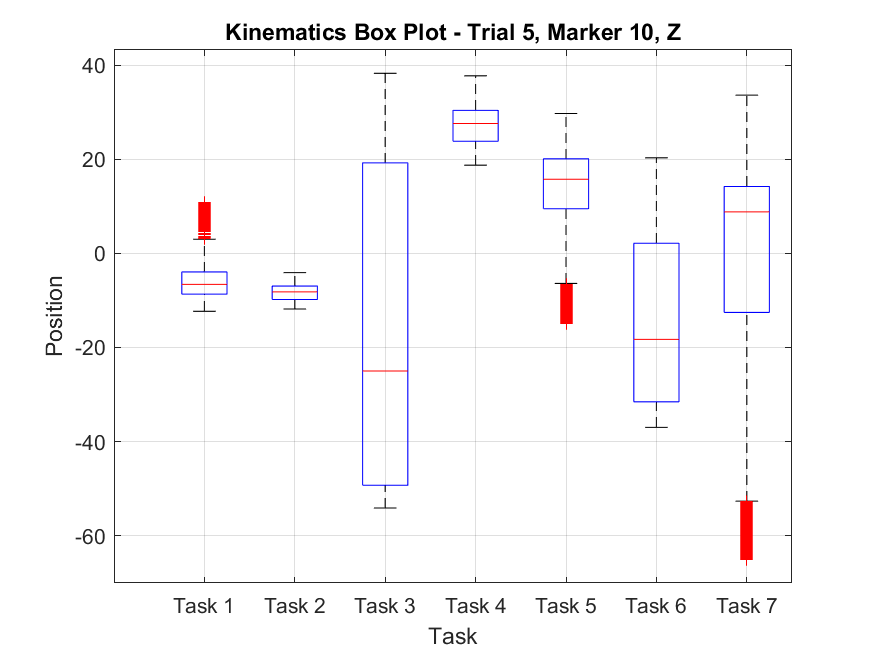 Kinematics Box Plot - Trial 5, Marker 10, Z
40
20
0
-20
-40
-60
Position
Task 1 Task 2 Task 3 Task 4 Task 5 Task 6 Task 7
Task